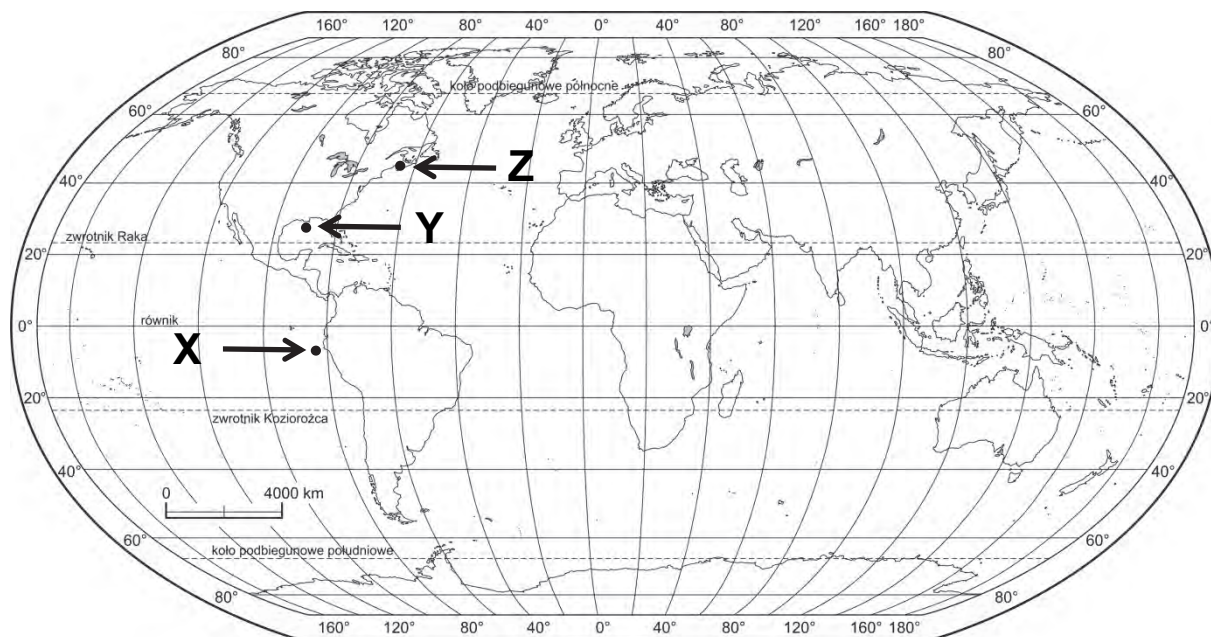 160° 120° 80° 40° 0° 40° 80° 120° 160° 180°
80° 80°
koło podbiegunowe północne
60° 60°
Z
40° 40°
Y
zwrotnik Raka
20° 20°
równik
0° 0°
X
20° 20°
zwrotnik Koziorożca
40° 40°
0 4000 km
60° 60°
koło podbiegunowe południowe
80° 80°
160° 120° 80° 40° 0° 40° 80° 120° 160° 180°